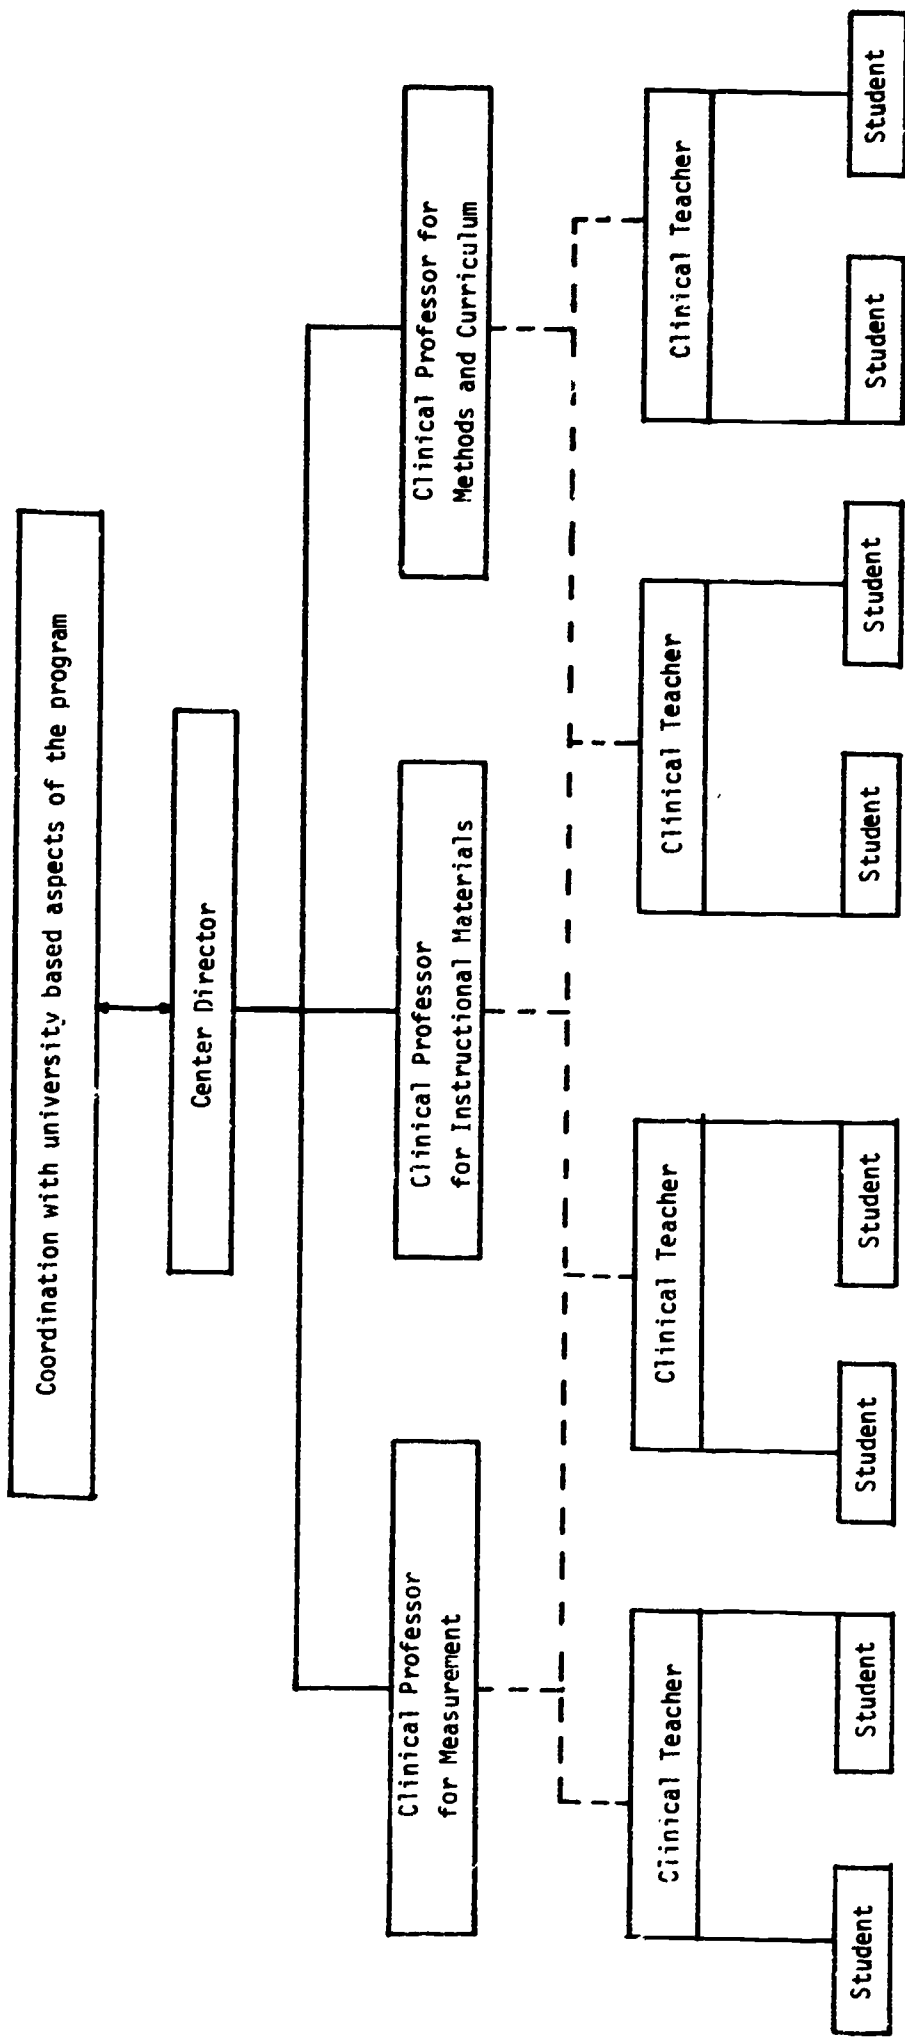 Coordination with university based aspects of the program
Center Director
Clinical Professor
for Measurement
Clinical Professor
for Instructional Materials
Clinical Professor for
Methods and Curriculum
Clinical Teacher
Clinical Teacher
Clinical Teacher
Clinical Teacher
Student
Student
Student
Student
Student
Student
Student
Student